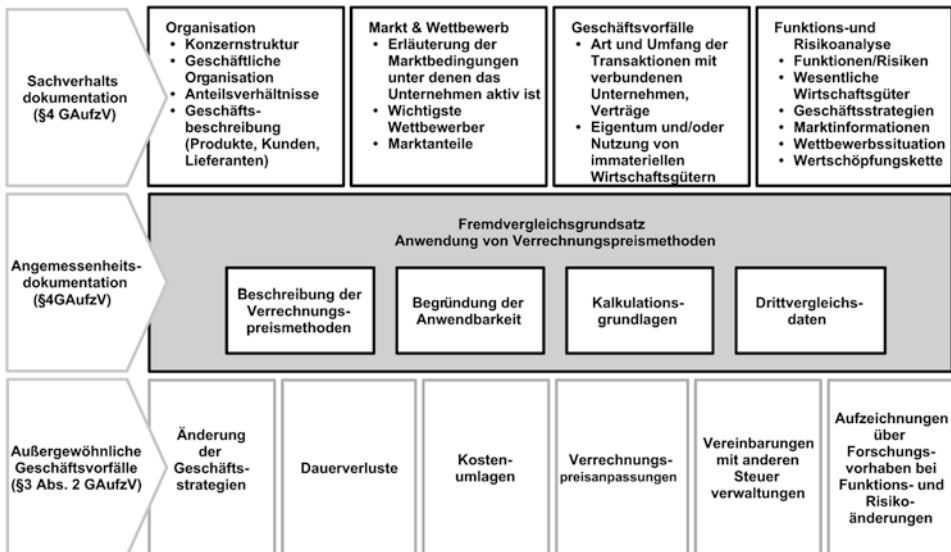 Sachverhalts
dokumentation
(§4 GAufzV)
Organisation
• Konzernstruktur
• Geschäftliche
Organisation
• Anteilsverhältnisse
• Geschäfts-
beschreibung
(Produkte, Kunden,
Lieferanten)
Markt & Wettbewerb
• Erläuterung der
Marktbedingungen
unter denen das
Unternehmen aktiv ist
• Wichtigste
Wettbewerber
• Marktanteile
Geschäftsvorfälle
• Art und Umfang der
Transaktionen mit
verbundenen
Unternehmen,
Verträge
• Eigentum und/oder
Nutzung von
immateriellen
Wirtschaftsgütern
Funktions-und
Risikoanalyse
• Funktionen/Risiken
• Wesentliche
Wirtschaftsgüter
• Geschäftsstrategien
• Marktinformationen
• Wettbewerbssituation
• Wertschöpfungskette
Angemessenheits-
dokumentation
(§4GAufzV)
Fremdvergleichsgrundsatz
Anwendung von Verrechnungspreismethoden
Beschreibung der
Verrechnungs-
preismethoden
Begründung der
Anwendbarkeit
Kalkulations-
grundlagen
Drittvergleichs-
daten
Außergewöhnliche
Geschäftsvorfälle
(§3 Abs. 2 GAufzV)
Änderung
der
Geschäfts-
strategien
Dauerverluste
Kosten-
umlagen
Verrechnungs-
preisanpassungen
Vereinbarungen
mit anderen
Steuer
verwaltungen
Aufzeichnungen
über
Forschungs-
vorhaben bei
Funktions- und
Risiko-
änderungen